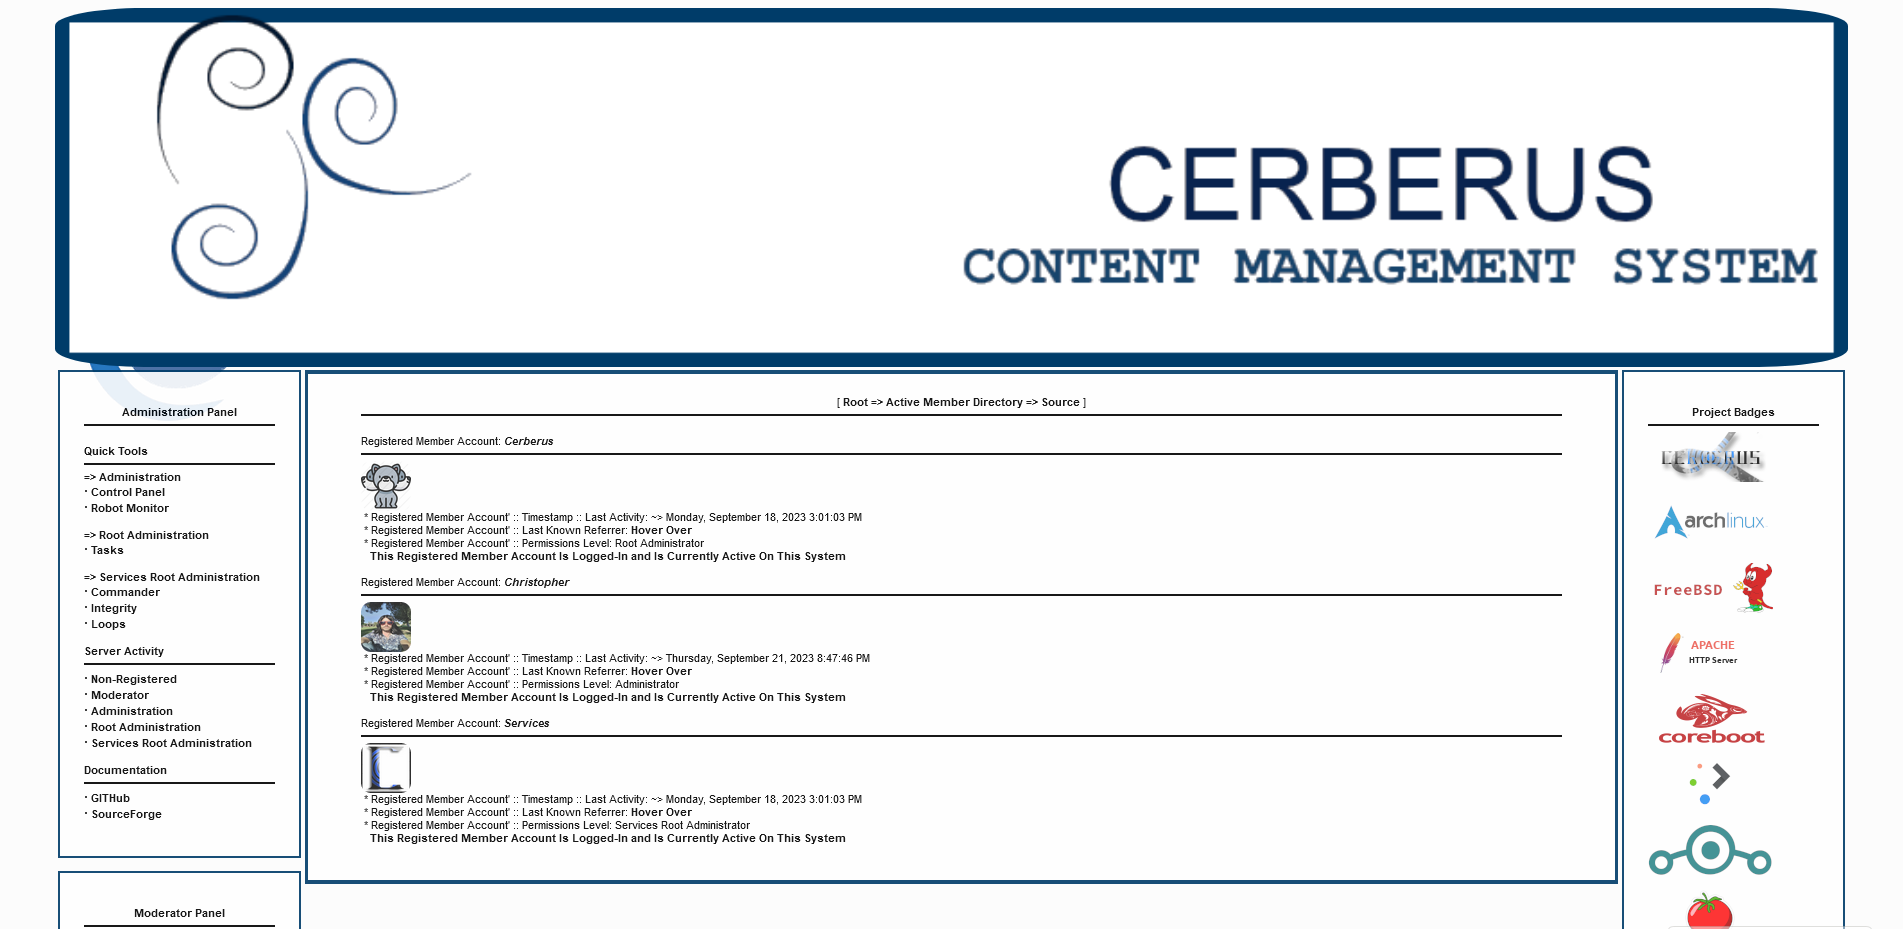 CERBERUS
CONTENT MANAGEMENT SYSTEM
Administration Panel
Quick Tools
=> Administration
· Control Panel
· Robot Monitor
=> Root Administration
· Tasks
=> Services Root Administration
· Commander
· Integrity
· Loops
Server Activity
· Non-Registered
· Moderator
· Administration
· Root Administration
· Services Root Administration
Documentation
· GITHub
· SourceForge
Moderator Panel
[ Root => Active Member Directory => Source ]
Registered Member Account: Cerberus
* Registered Member Account' :: Timestamp :: Last Activity: ~> Monday, September 18, 2023 3:01:03 PM
* Registered Member Account' :: Last Known Referrer: Hover Over
* Registered Member Account' :: Permissions Level: Root Administrator
This Registered Member Account Is Logged-In and Is Currently Active On This System
Registered Member Account: Christopher
* Registered Member Account' :: Timestamp :: Last Activity: ~> Thursday, September 21, 2023 8:47:46 PM
* Registered Member Account' :: Last Known Referrer: Hover Over
* Registered Member Account' :: Permissions Level: Administrator
This Registered Member Account Is Logged-In and Is Currently Active On This System
Registered Member Account: Services
* Registered Member Account' :: Timestamp :: Last Activity: ~> Monday, September 18, 2023 3:01:03 PM
* Registered Member Account' :: Last Known Referrer: Hover Over
* Registered Member Account' :: Permissions Level: Services Root Administrator
This Registered Member Account Is Logged-In and Is Currently Active On This System
Project Badges
CERBERUS
archlinux
FreeBSD
APACHE
HTTP Server
coreboot